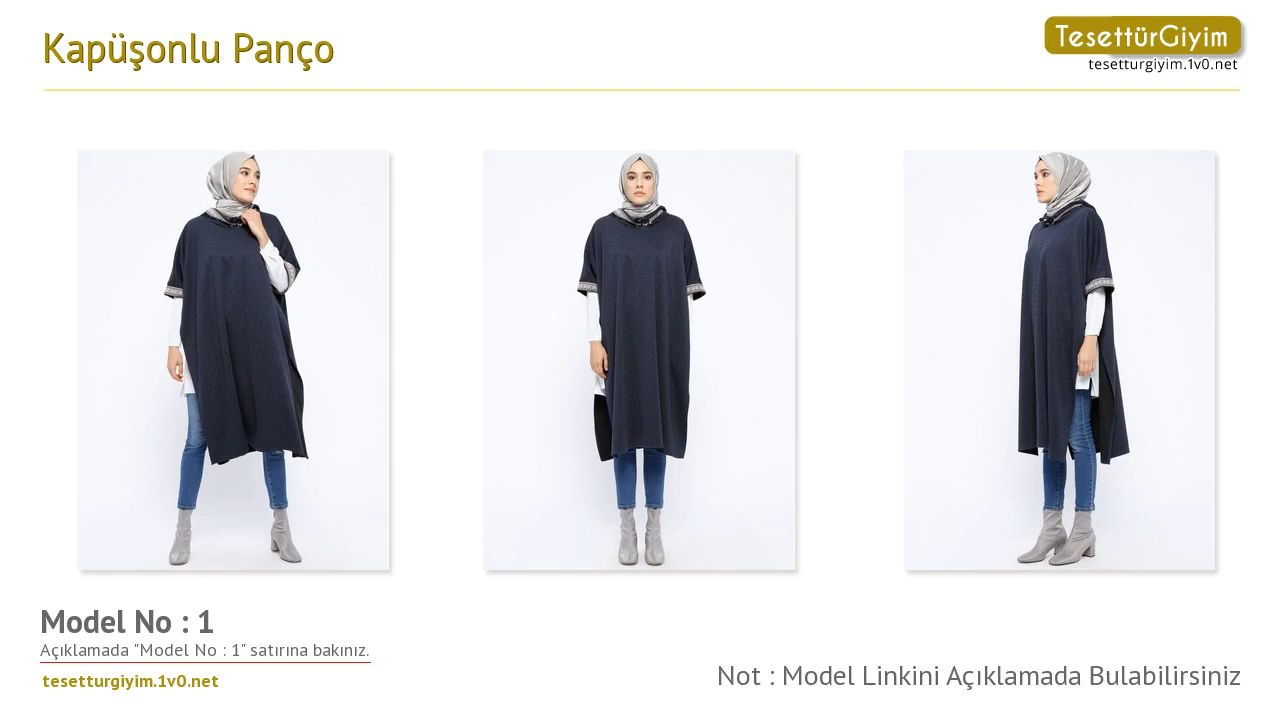 Kapüşonlu Panço
TesettürGiyim
tesetturgiyim.1v0.net
Model No : 1
Açıklamada "Model No : 1" satırına bakınız.
tesetturgiyim.1v0.net
Not : Model Linkini Açıklamada Bulabilirsiniz